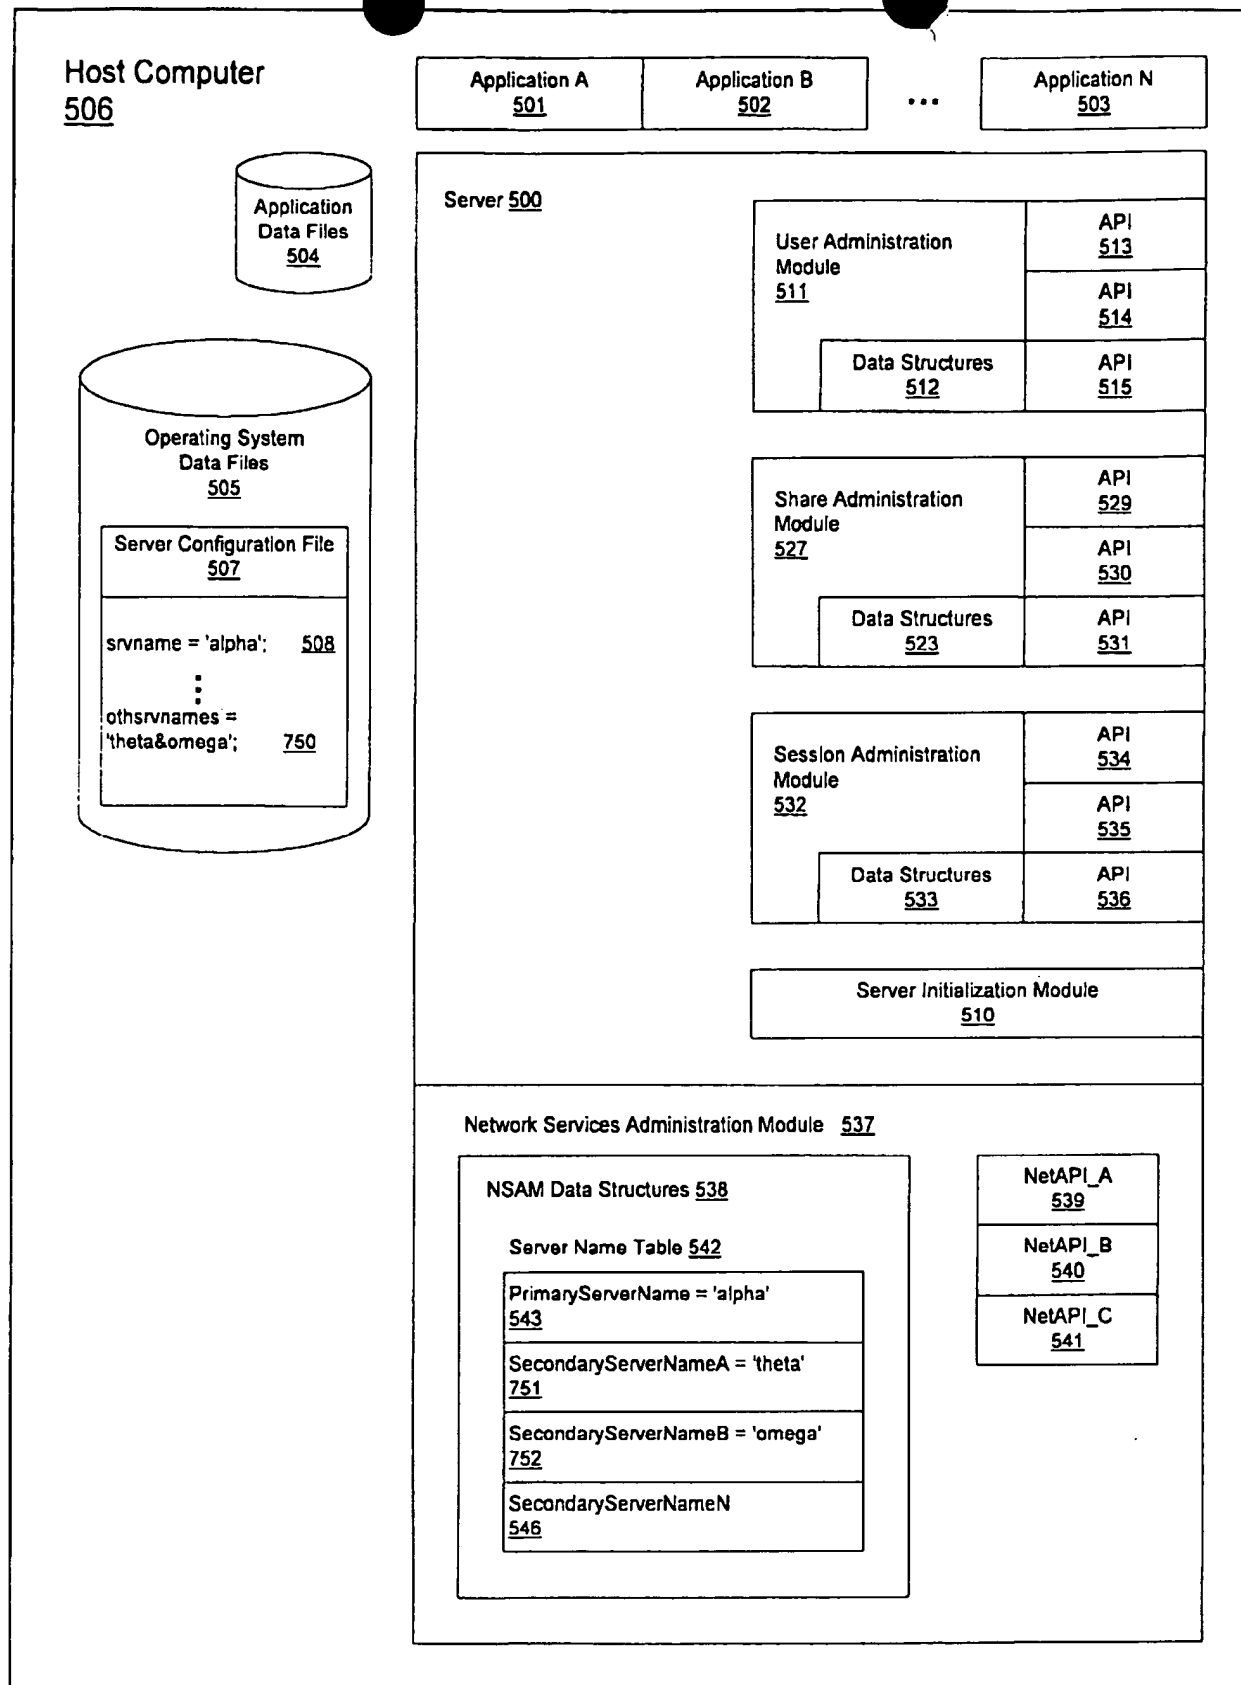 Host Computer
506
Application A
501
Application B
502
...
Application N
503
Application
Data Files
504
Operating System
Data Files
505
Server Configuration File
507
srvname = 'alpha'; 508
othsrvnames =
'theta&omega'; 750
Server 500
User Administration
Module
511
Data Structures
512
API
513
API
514
API
515
Share Administration
Module
527
Data Structures
523
API
529
API
530
API
531
Session Administration
Module
532
Data Structures
533
API
534
API
535
API
536
Server Initialization Module
510
Network Services Administration Module 537
NSAM Data Structures 538
Server Name Table 542
PrimaryServerName = 'alpha'
543
SecondaryServerNameA = 'theta'
751
SecondaryServerNameB = 'omega'
752
SecondaryServerNameN
546
NetAPI_A
539
NetAPI_B
540
NetAPI_C
541